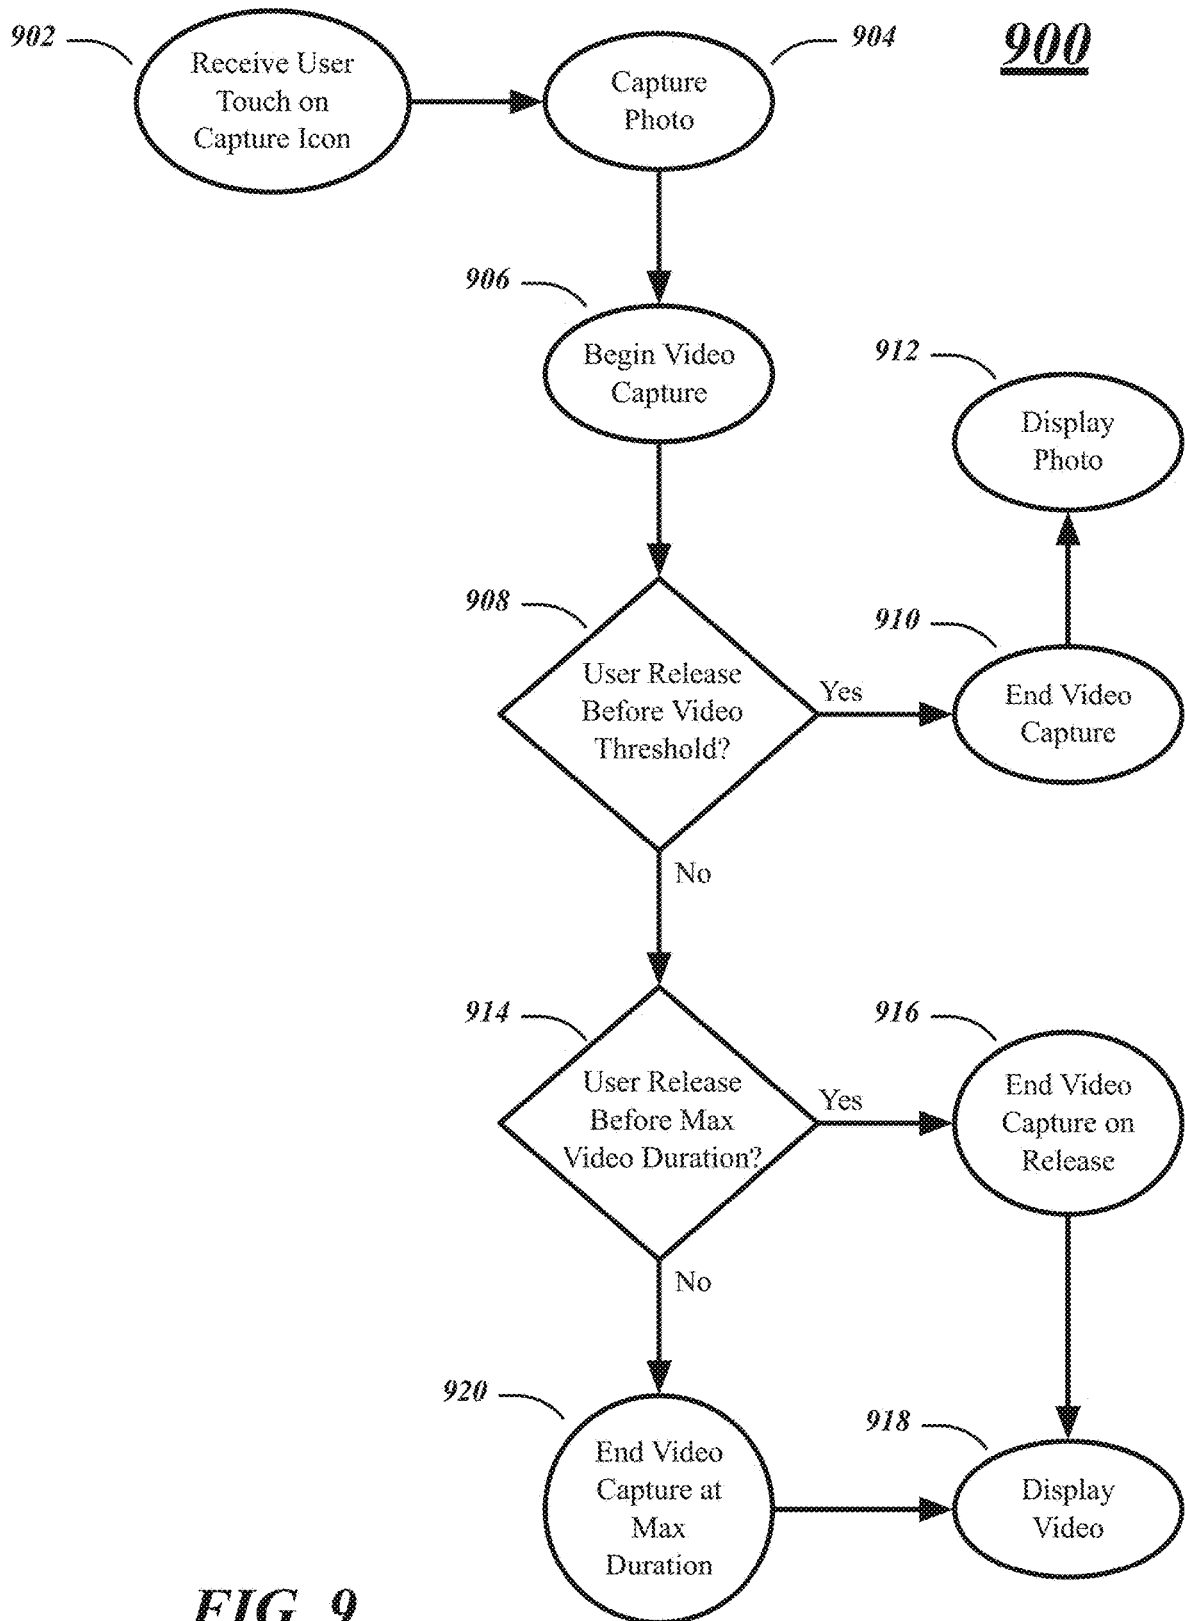 902
Receive User
Touch on
Capture Icon
904
Capture
Photo
900
906
Begin Video
Capture
912
Display
Photo
908
User Release
Before Video
Threshold?
Yes
910
End Video
Capture
No
914
User Release
Before Max
Video Duration?
Yes
916
End Video
Capture on
Release
No
920
End Video
Capture at
Max
Duration
918
Display
Video
FIG. 9